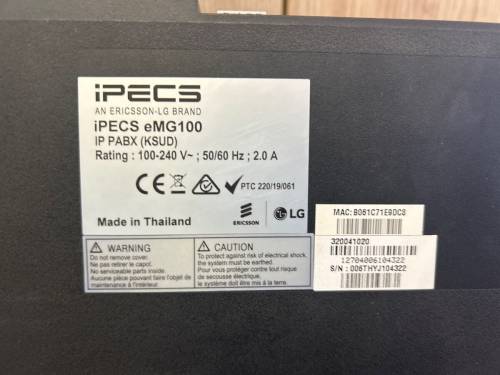 iPECS
AN ERICSSON-LG BRAND
iPECS eMG100
IP PABX (KSUD)
Rating : 100-240 V~ ; 50/60 Hz ; 2.0 A
CE
PTC 220/19/061
ERICSSON
LG
Made in Thailand
MAC: B061C71E9DC8
WARNING
Do not remove cover.
Ne pas retirer le capot.
No serviceable parts inside.
Aucune pièce pouvant faire l'objet de
maintenance à l'intérieur.
CAUTION
To protect against risk of electrical shock,
the system must be earthed.
Pour vous protéger contre tout risque
de secousse électrique,
le système doit être mis à la terre.
320041020
12704006104322
S/N : 006THYJ104322